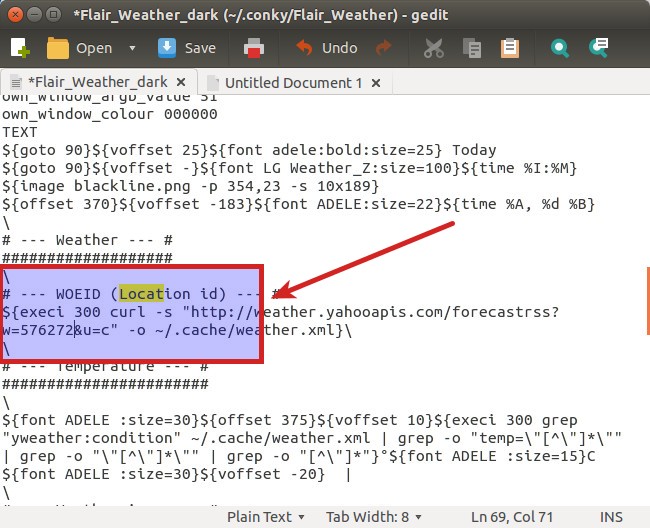 *Flair_Weather_dark (~/.conky/Flair_Weather) - gedit
Open Save Undo
*Flair_Weather_dark × Untitled Document 1 ×
own_window_argb_value 51
own_window_colour 000000
TEXT
${goto 90}${voffset 25}${font adele:bold:size=25} Today
${goto 90}${voffset -}${font LG Weather_Z:size=100}${time %I:%M}
${image blackline.png -p 354,23 -s 10x189}
${offset 370}${voffset -183}${font ADELE:size=22}${time %A, %d %B}
\
# --- Weather --- #
###################
\
# --- WOEID (Location id) --- #
${execi 300 curl -s "http://weather.yahooapis.com/forecastrss?
w=576272&u=c" -o ~/.cache/weather.xml}\
\
# --- Temperature --- #
#######################
\
${font ADELE :size=30}${offset 375}${voffset 10}${execi 300 grep
"yweather:condition" ~/.cache/weather.xml | grep -o "temp=\"[^\"]*\""
| grep -o "\"[^\"]*\"" | grep -o "[^\"]*"}°${font ADELE :size=15}C
${font ADELE :size=30}${voffset -20}  |
\
Plain Text Tab Width: 8 Ln 69, Col 71 INS